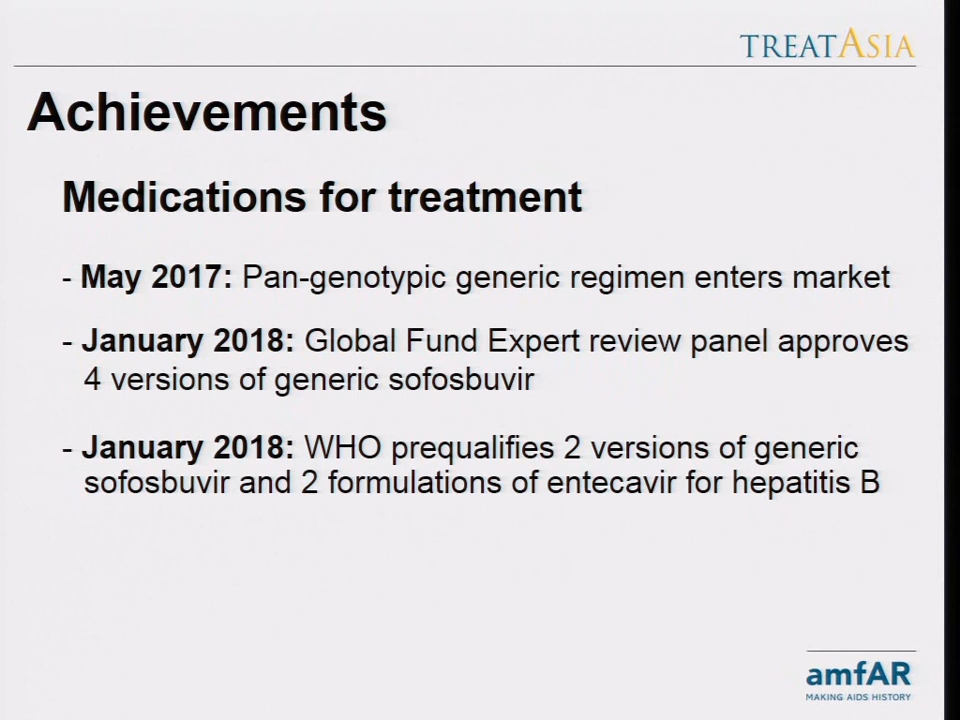 TREATASIA
Achievements
Medications for treatment
- May 2017: Pan-genotypic generic regimen enters market
- January 2018: Global Fund Expert review panel approves
4 versions of generic sofosbuvir
- January 2018: WHO prequalifies 2 versions of generic
sofosbuvir and 2 formulations of entecavir for hepatitis B
amfAR
MAKING AIDS HISTORY